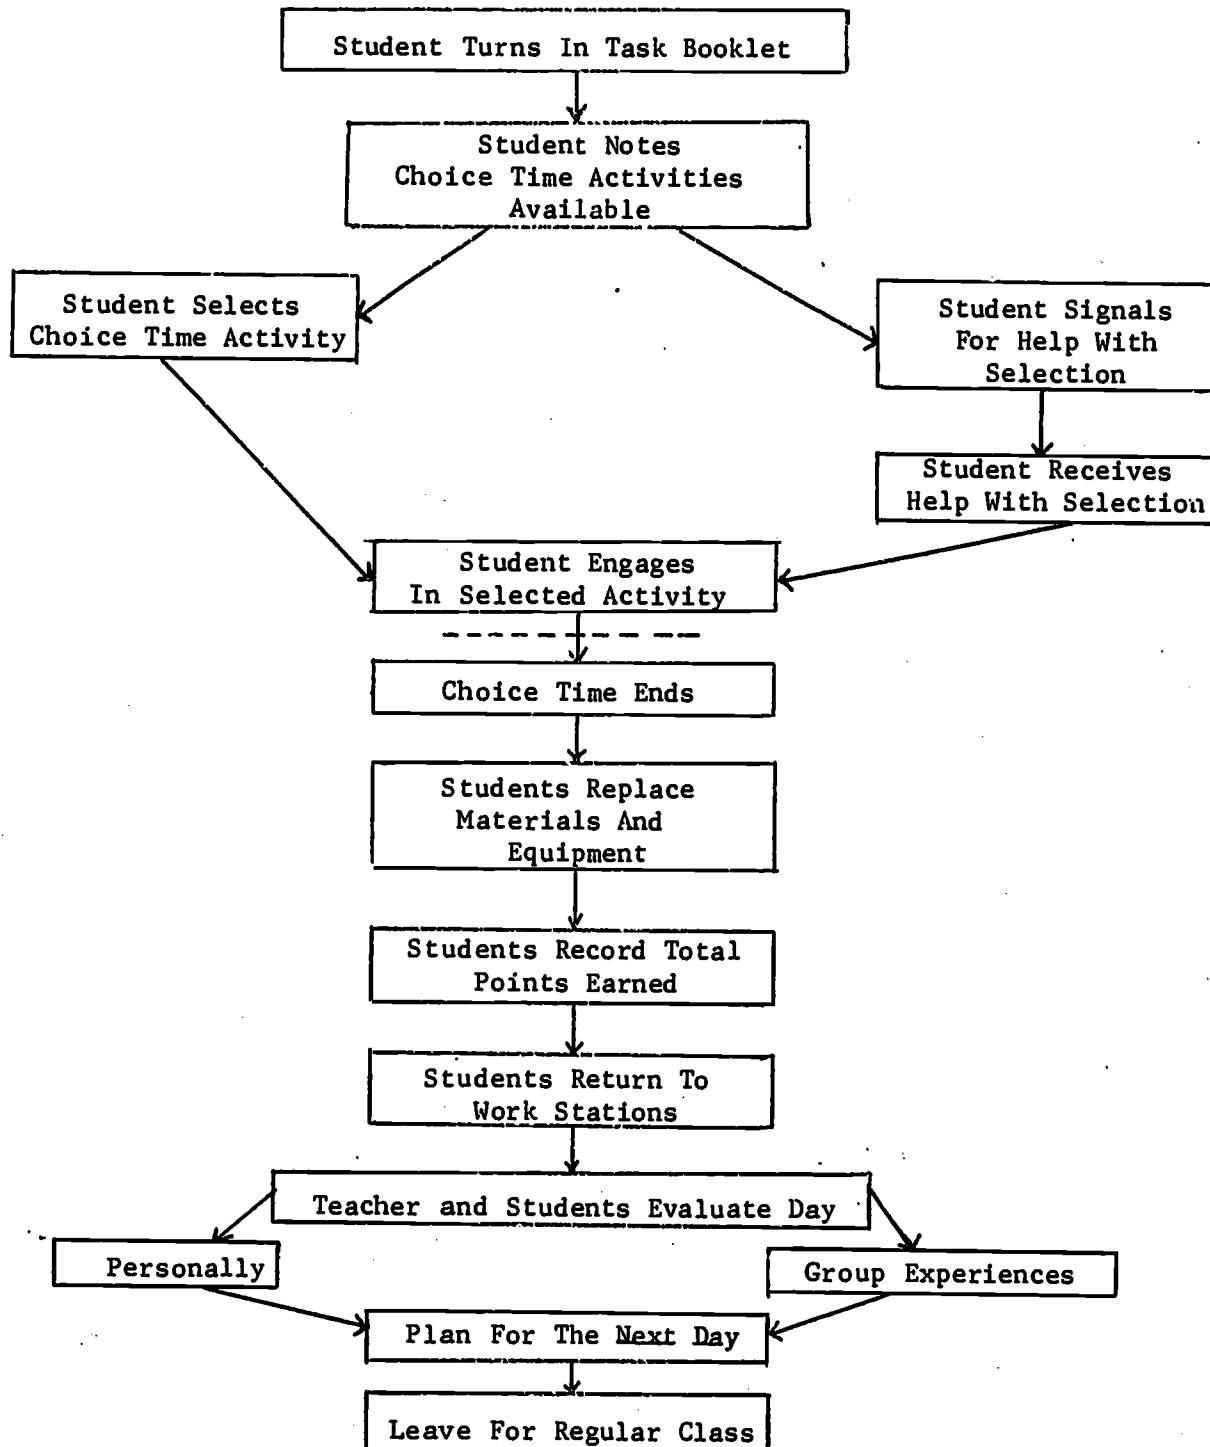 Student Turns In Task Booklet
Student Notes
Choice Time Activities
Available
Student Selects
Choice Time Activity
Student Signals
For Help With
Selection
Student Receives
Help With Selection
Student Engages
In Selected Activity
Choice Time Ends
Students Replace
Materials And
Equipment
Students Record Total
Points Earned
Students Return To
Work Stations
Teacher and Students Evaluate Day
Personally
Group Experiences
Plan For The Next Day
Leave For Regular Class